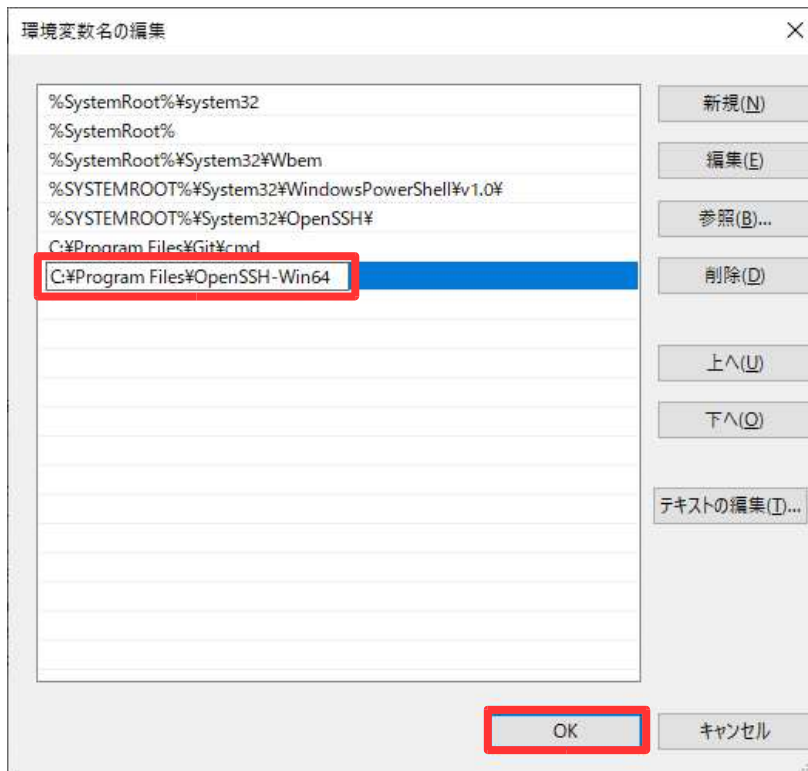 環境変数名の編集
%SystemRoot%¥system32
%SystemRoot%
%SystemRoot%¥System32¥Wbem
%SYSTEMROOT%¥System32¥WindowsPowerShell¥v1.0¥
%SYSTEMROOT%¥System32¥OpenSSH¥
C:¥Program Files¥Git¥cmd
C:¥Program Files¥OpenSSH-Win64
新規(N)
編集(E)
参照(B)...
削除(D)
上へ(U)
下へ(O)
テキストの編集(T)...
OK
キャンセル